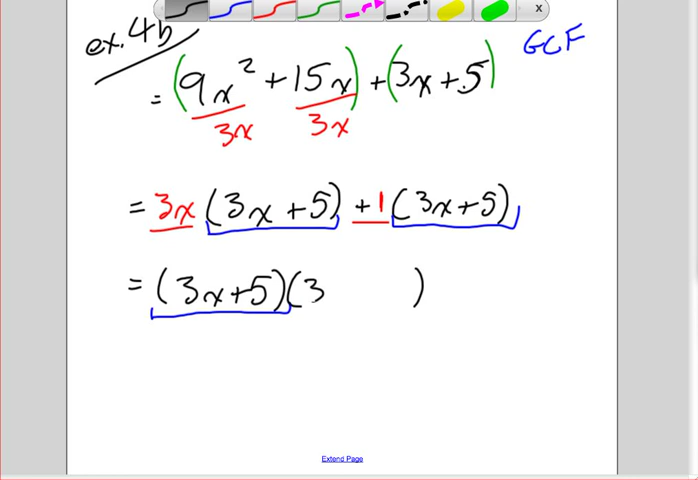 ex. 4b
GCF
= (9x² + 15x) + (3x + 5)
3x 3x
= 3x (3x + 5) + 1 (3x + 5)
= (3x + 5)(3 )
Extend Page
x